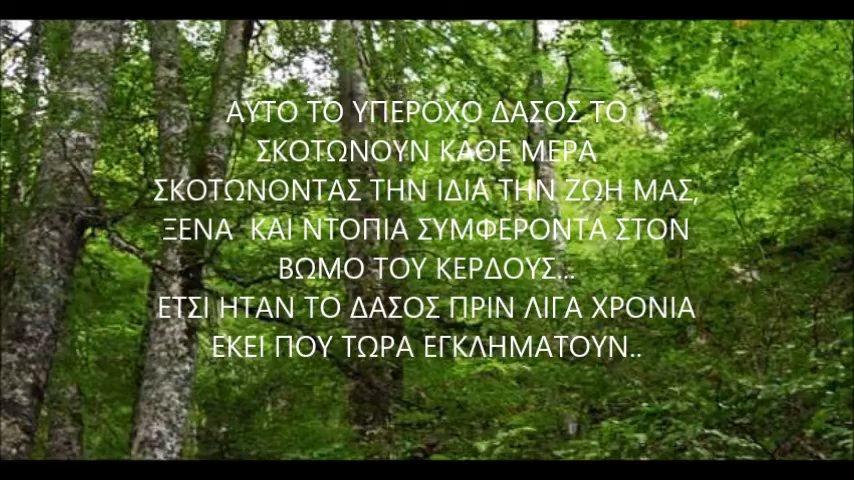 ΑΥΤΟ ΤΟ ΥΠΕΡΟΧΟ ΔΑΣΟΣ ΤΟ
ΣΚΟΤΩΝΟΥΝ ΚΑΘΕ ΜΕΡΑ
ΣΚΟΤΩΝΟΝΤΑΣ ΤΗΝ ΙΔΙΑ ΤΗΝ ΖΩΗ ΜΑΣ,
ΞΕΝΑ  ΚΑΙ ΝΤΟΠΙΑ ΣΥΜΦΕΡΟΝΤΑ ΣΤΟΝ
ΒΩΜΟ ΤΟΥ ΚΕΡΔΟΥΣ...
ΕΤΣΙ ΗΤΑΝ ΤΟ ΔΑΣΟΣ ΠΡΙΝ ΛΙΓΑ ΧΡΟΝΙΑ
ΕΚΕΙ ΠΟΥ ΤΩΡΑ ΕΓΚΛΗΜΑΤΟΥΝ..